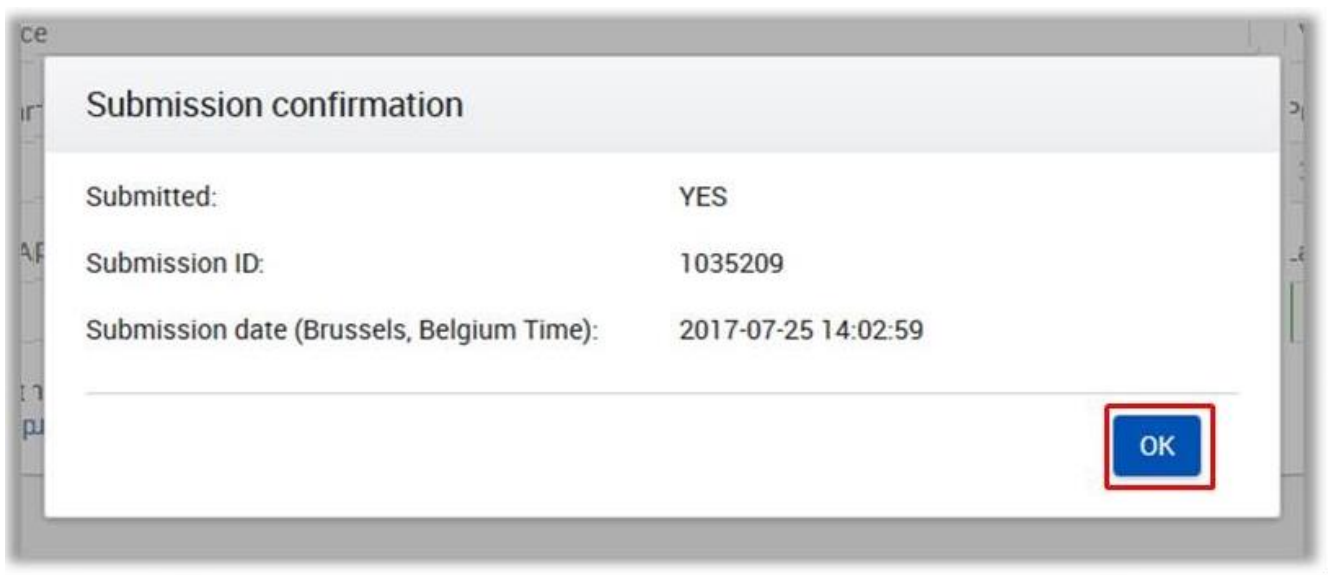 Submission confirmation
Submitted: YES
Submission ID: 1035209
Submission date (Brussels, Belgium Time): 2017-07-25 14:02:59
OK